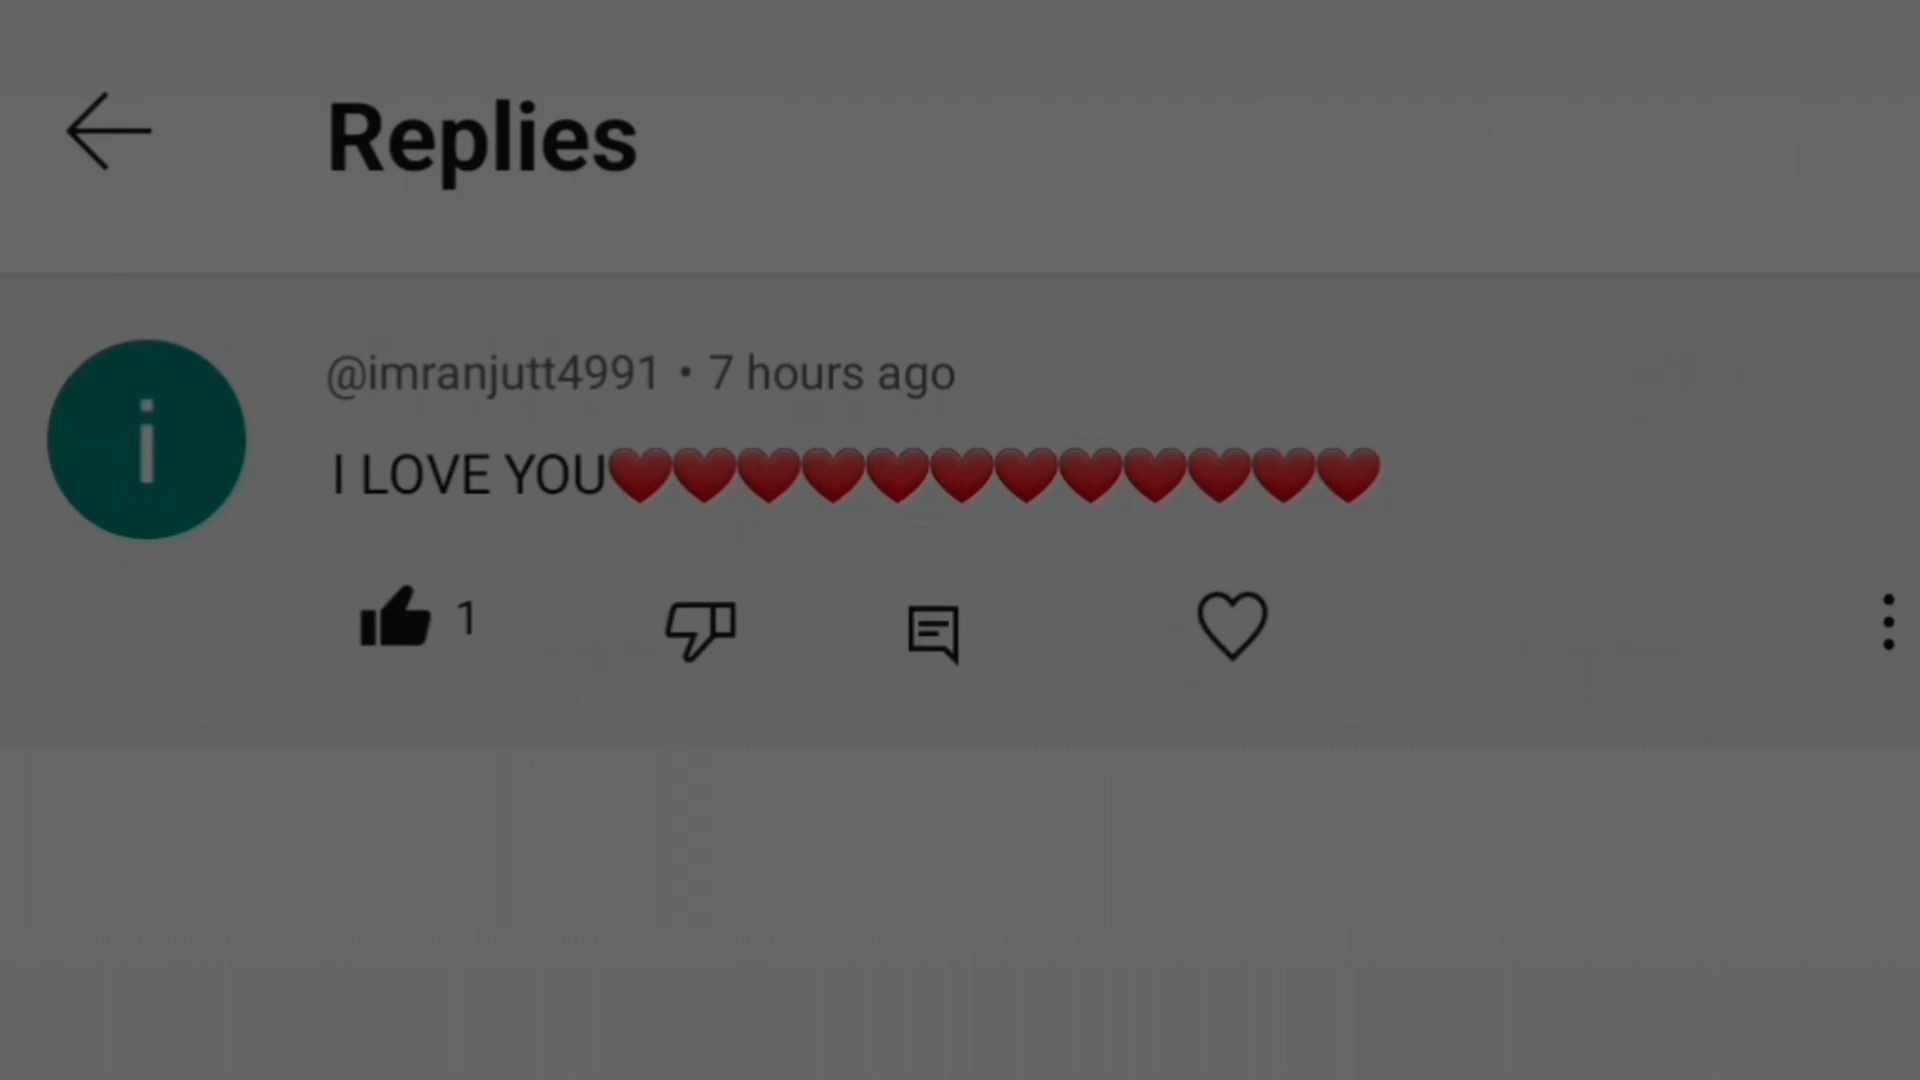 Replies
i
@imranjutt4991 • 7 hours ago
I LOVE YOU❤️❤️❤️❤️❤️❤️❤️❤️❤️❤️❤️❤️
1